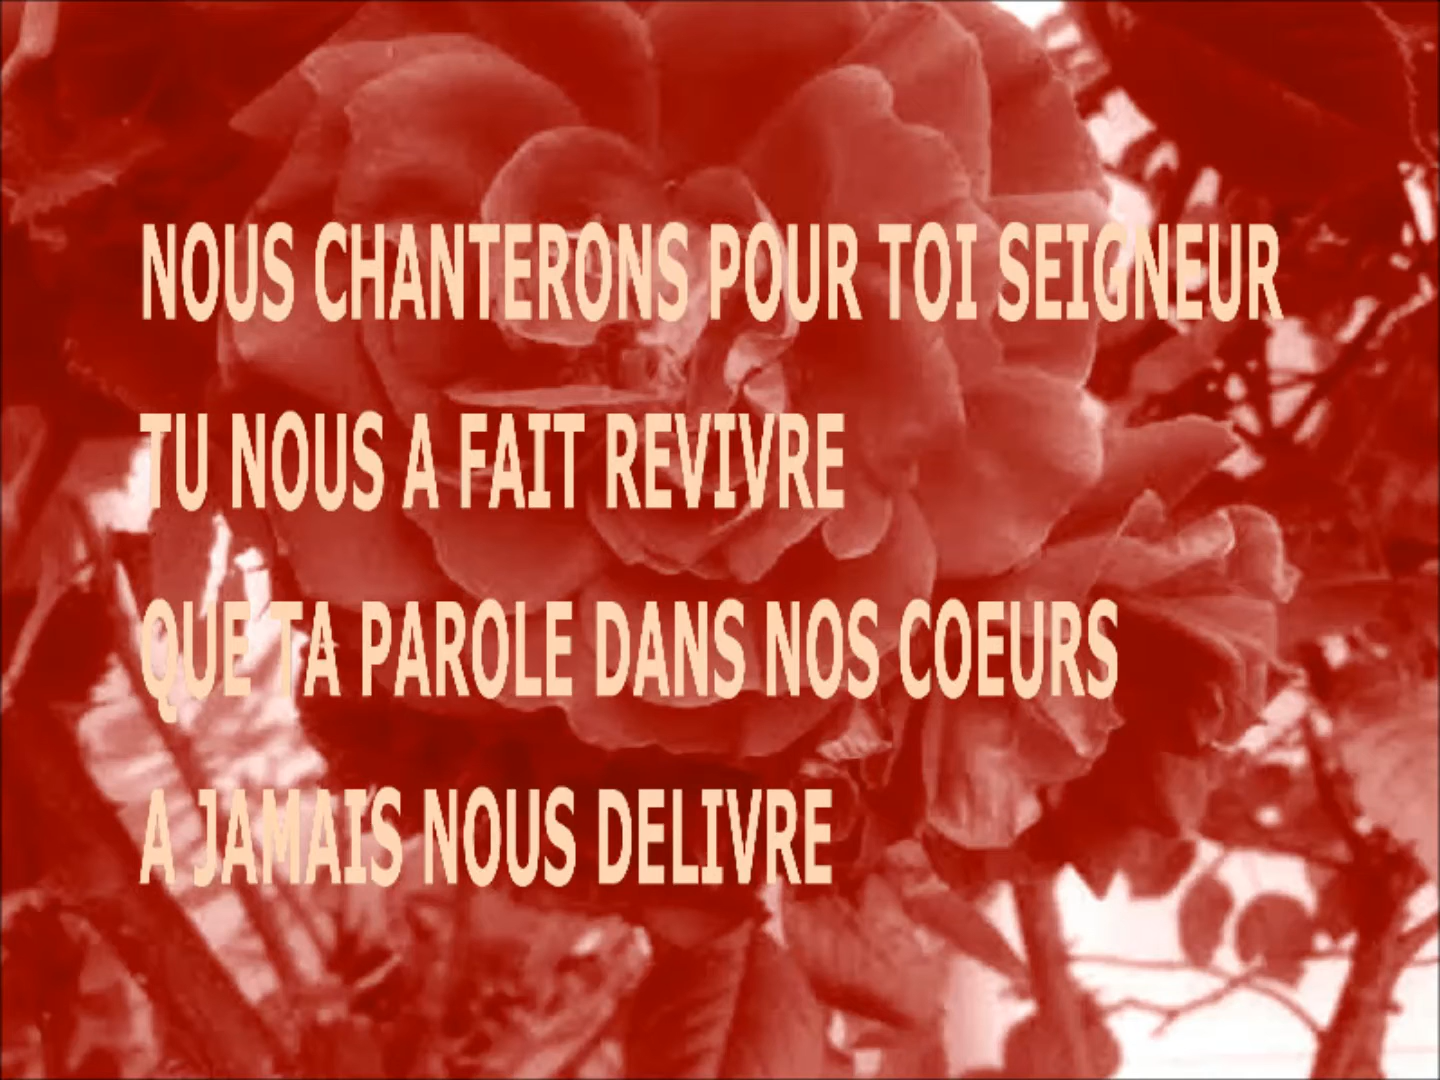 NOUS CHANTERONS POUR TOI SEIGNEUR
TU NOUS A FAIT REVIVRE
QUE TA PAROLE DANS NOS COEURS
A JAMAIS NOUS DELIVRE